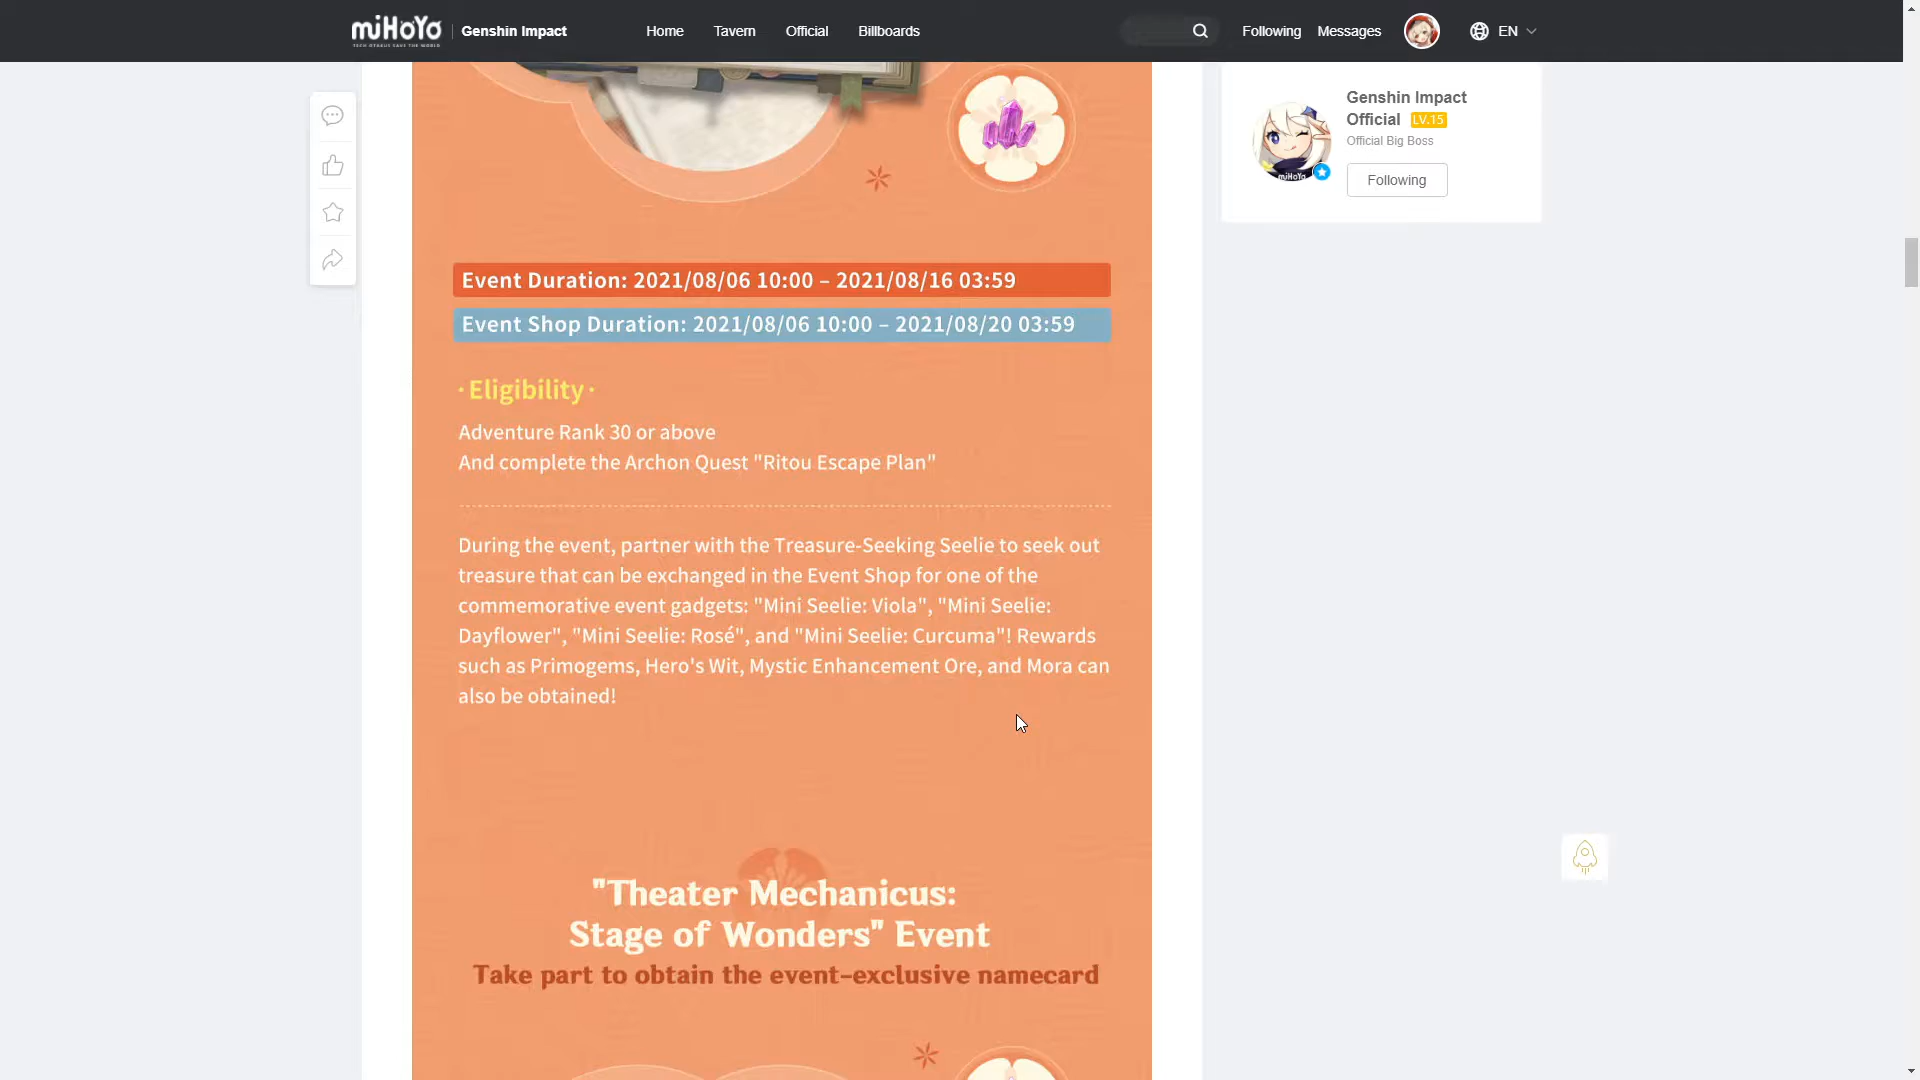 miHoYo
TECH OTAKUS SAVE THE WORLD
Genshin Impact
Home
Tavern
Official
Billboards
Following
Messages
EN
Genshin Impact
Official LV.15
Official Big Boss
miHoYo
Following
Event Duration: 2021/08/06 10:00 – 2021/08/16 03:59
Event Shop Duration: 2021/08/06 10:00 – 2021/08/20 03:59
· Eligibility ·
Adventure Rank 30 or above
And complete the Archon Quest "Ritou Escape Plan"
During the event, partner with the Treasure-Seeking Seelie to seek out
treasure that can be exchanged in the Event Shop for one of the
commemorative event gadgets: "Mini Seelie: Viola", "Mini Seelie:
Dayflower", "Mini Seelie: Rosé", and "Mini Seelie: Curcuma"! Rewards
such as Primogems, Hero's Wit, Mystic Enhancement Ore, and Mora can
also be obtained!
"Theater Mechanicus:
Stage of Wonders" Event
Take part to obtain the event-exclusive namecard